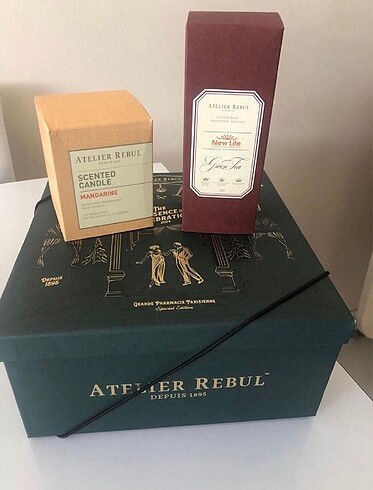 ATELIER REBUL
SCENTED
CANDLE
MANDARINE
ATELIER REBUL
New Life
Green Tea
THE
ESSENCE
CELEBRATION
2024
DEPUIS
1895
GRANDE PHARMACIE PARISIENNE
Special Edition
ATELIER REBUL
DEPUIS 1895